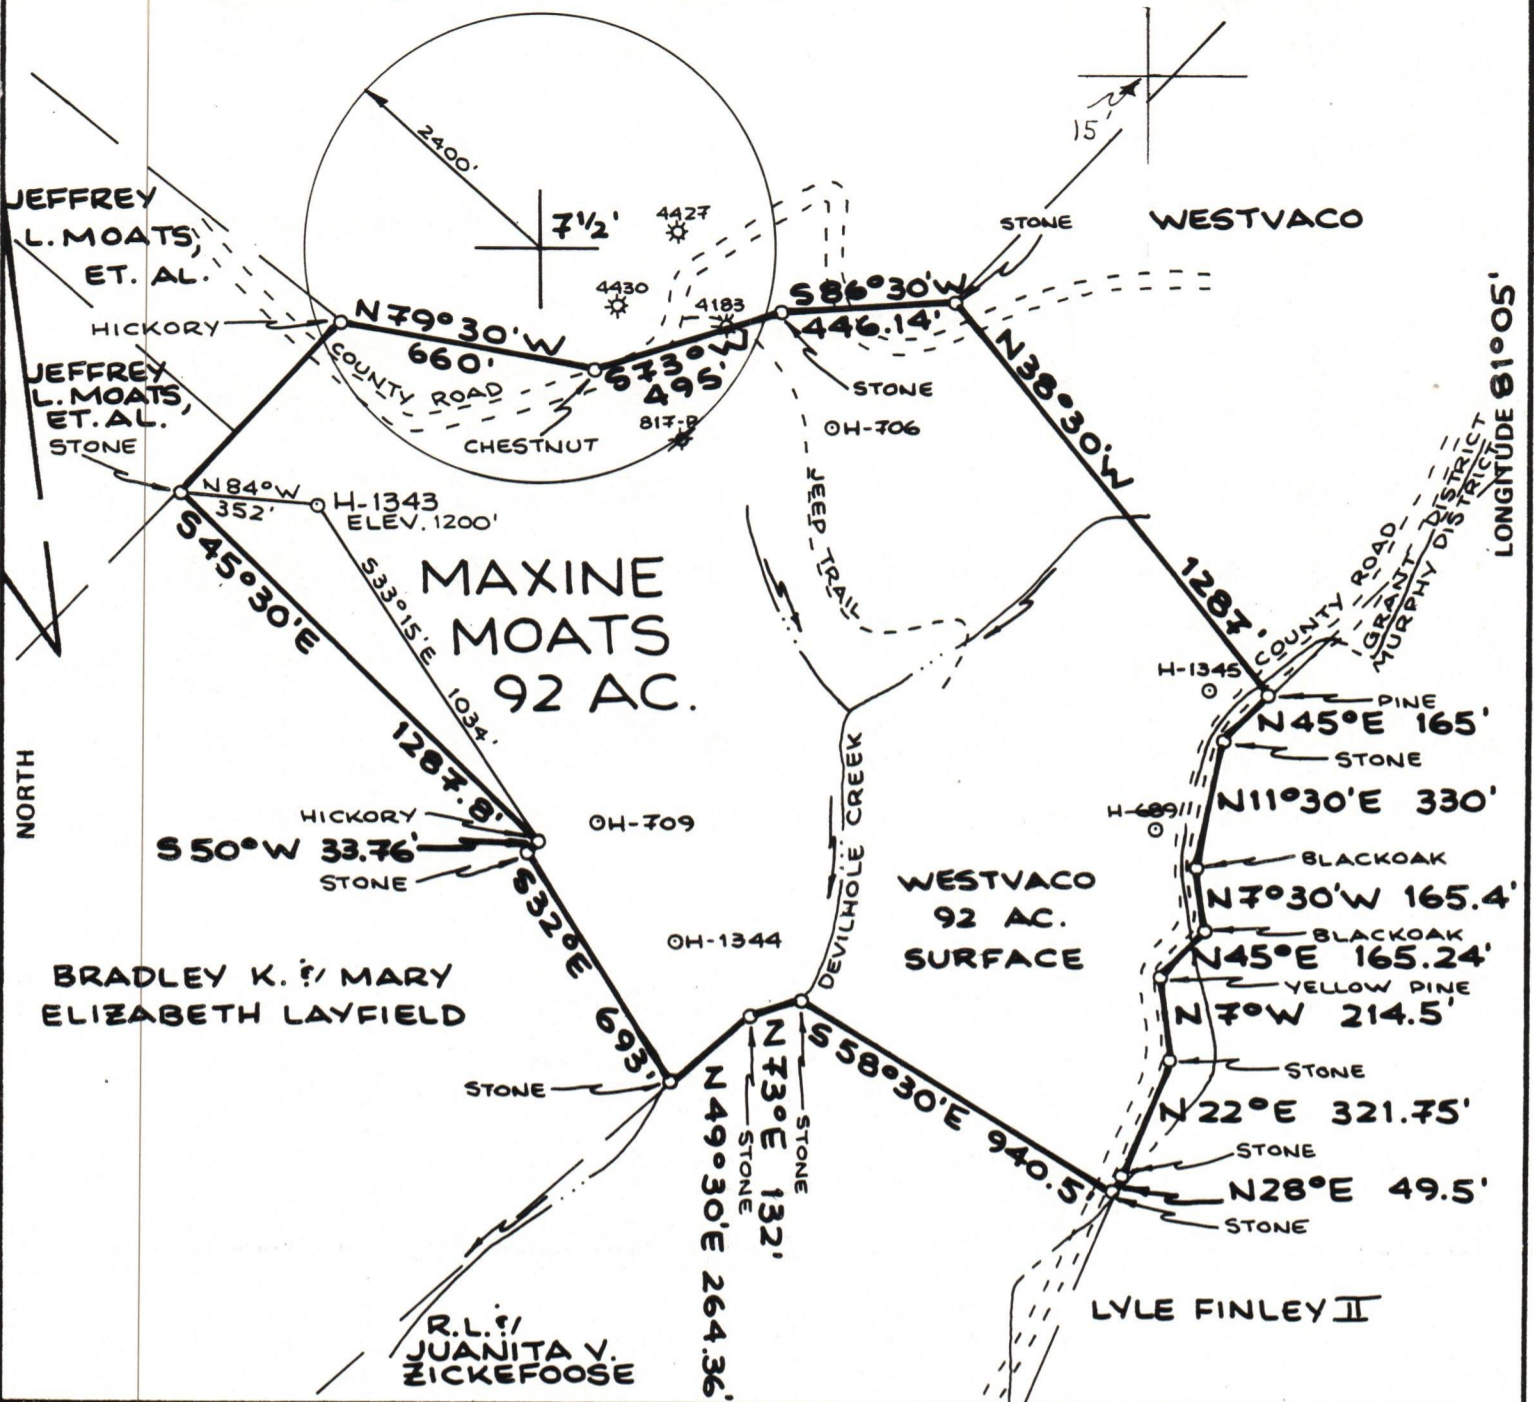 15
2400'
7 1/2'
4427
4430
4183
817-P
JEFFREY
L. MOATS,
ET. AL.
HICKORY
JEFFREY
L. MOATS,
ET. AL.
STONE
N79°30'W
660'
COUNTY ROAD
CHESTNUT
S73°W
495'
S86°30'W
446.14'
STONE
STONE
WESTVACO
H-706
N38°30'W
1287'
LONGITUDE 81°05'
COUNTY ROAD
GRANT DISTRICT
MURPHY DISTRICT
N84°W
352'
H-1343
ELEV. 1200'
S33°15'E
1034'
S45°30'E
1287.8'
MAXINE
MOATS
92 AC.
JEEP TRAIL
NORTH
H-1345
PINE
N45°E 165'
STONE
N11°30'E 330'
H-689
BLACKOAK
N7°30'W 165.4'
BLACKOAK
N45°E 165.24'
YELLOW PINE
N7°W 214.5'
STONE
N22°E 321.75'
STONE
N28°E 49.5'
STONE
HICKORY
S50°W 33.76'
STONE
H-709
H-1344
DEVILHOLE CREEK
WESTVACO
92 AC.
SURFACE
S32°E
693'
BRADLEY K. & MARY
ELIZABETH LAYFIELD
STONE
N49°30'E 264.36'
STONE
N73°E 132'
STONE
S58°30'E 940.5'
R.L. &
JUANITA V.
ZICKEFOOSE
LYLE FINLEY II